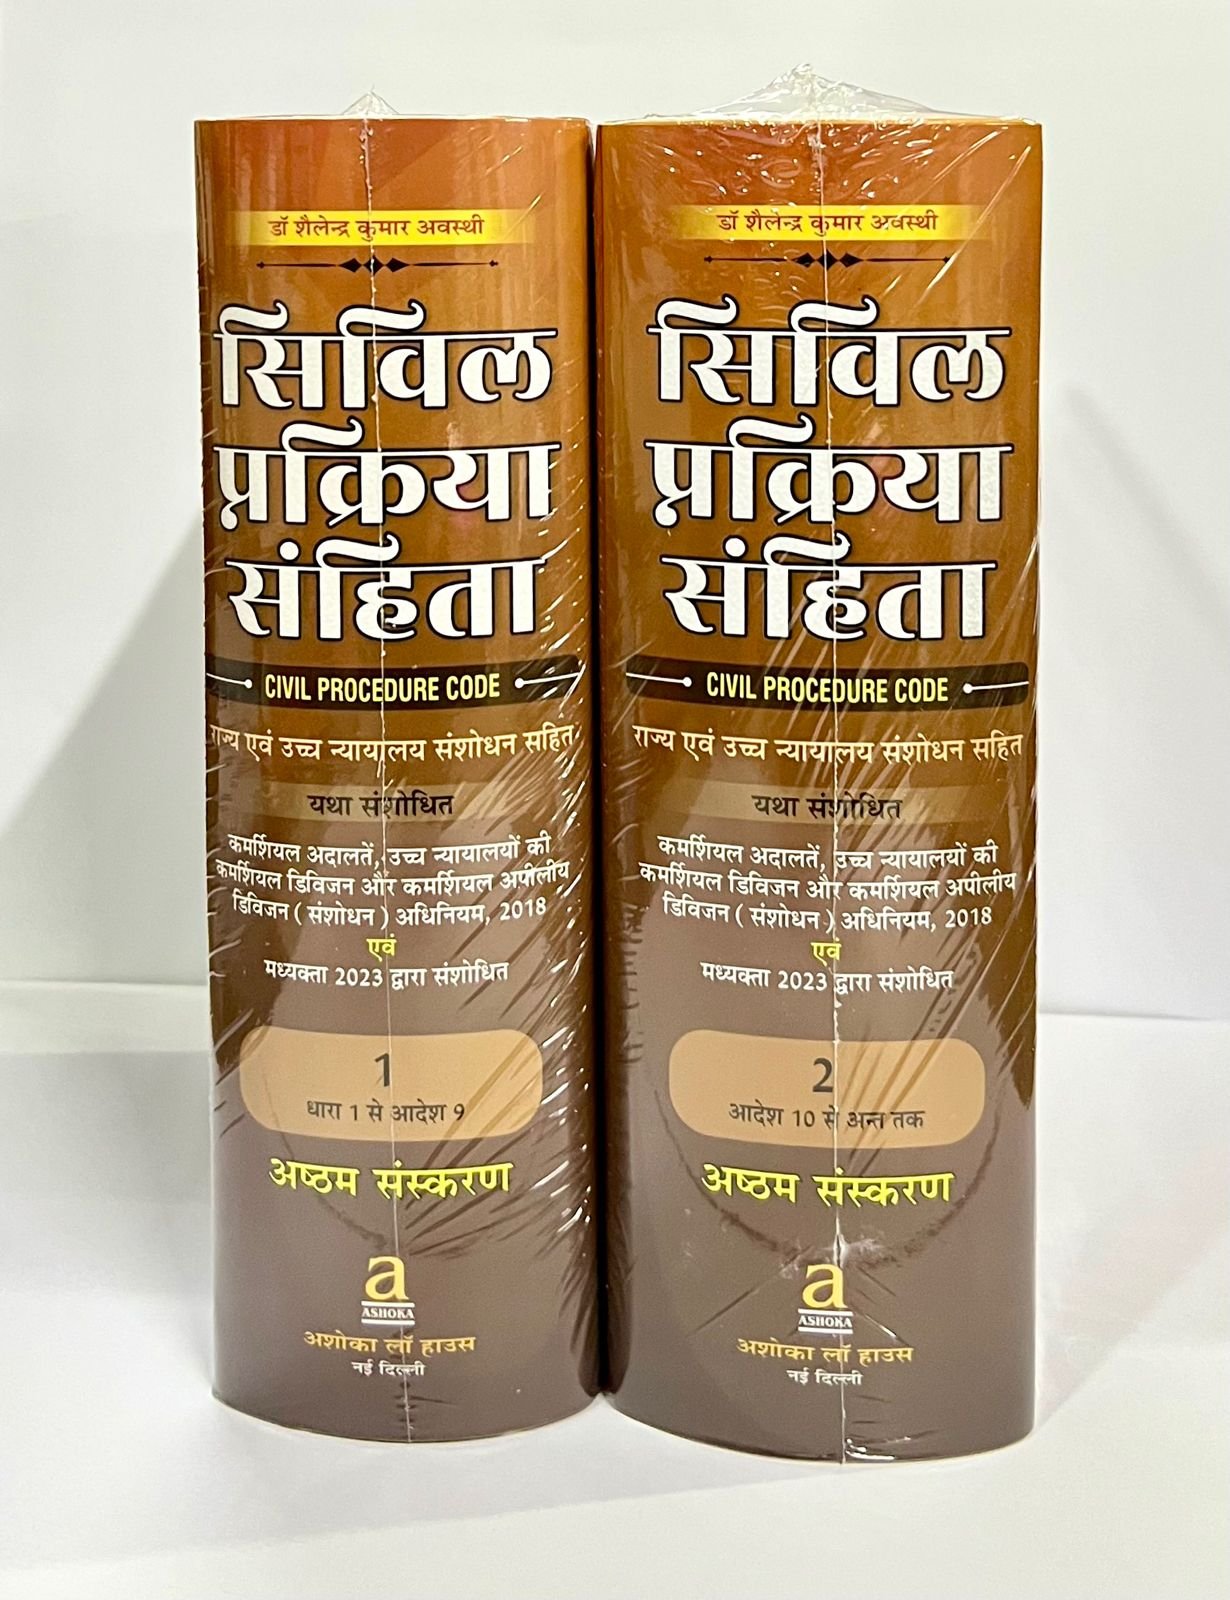 डॉ शैलेन्द्र कुमार अवस्थी
सिविल
प्रक्रिया
संहिता
CIVIL PROCEDURE CODE
राज्य एवं उच्च न्यायालय संशोधन सहित
यथा संशोधित
कमर्शियल अदालतें, उच्च न्यायालयों की
कमर्शियल डिविजन और कमर्शियल अपीलीय
डिविजन ( संशोधन ) अधिनियम, 2018
एवं
मध्यक्ता 2023 द्वारा संशोधित
1
धारा 1 से आदेश 9
अष्ठम संस्करण
a
ASHOKA
अशोका लॉ हाउस
नई दिल्ली
डॉ शैलेन्द्र कुमार अवस्थी
सिविल
प्रक्रिया
संहिता
CIVIL PROCEDURE CODE
राज्य एवं उच्च न्यायालय संशोधन सहित
यथा संशोधित
कमर्शियल अदालतें, उच्च न्यायालयों की
कमर्शियल डिविजन और कमर्शियल अपीलीय
डिविजन ( संशोधन ) अधिनियम, 2018
एवं
मध्यक्ता 2023 द्वारा संशोधित
2
आदेश 10 से अन्त तक
अष्ठम संस्करण
a
ASHOKA
अशोका लॉ हाउस
नई दिल्ली